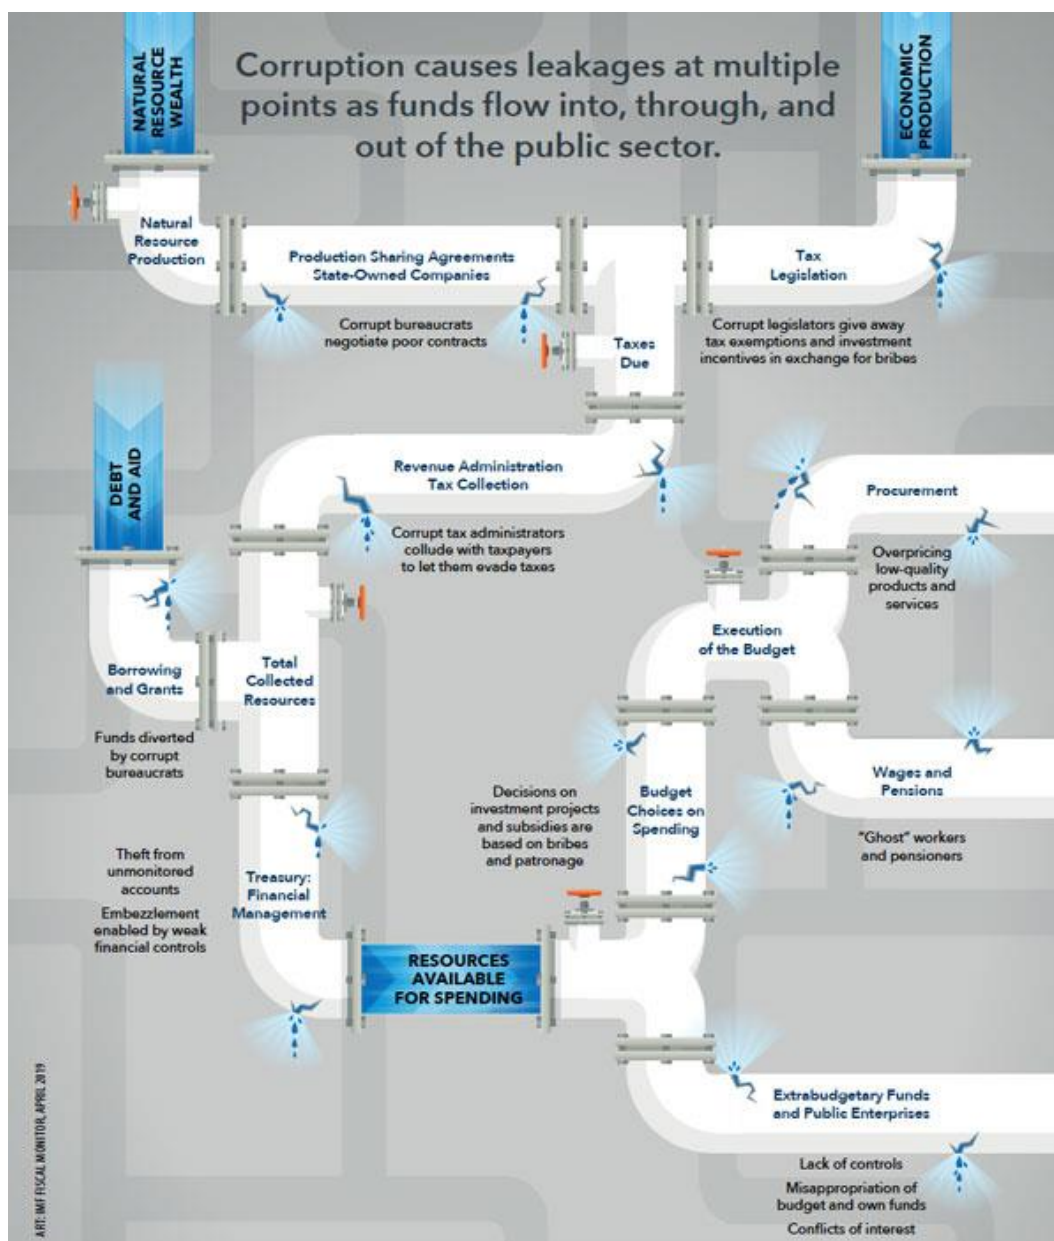 NATURAL
RESOURCE
WEALTH
Corruption causes leakages at multiple
points as funds flow into, through, and
out of the public sector.
ECONOMIC
PRODUCTION
Natural
Resource
Production
Production Sharing Agreements
State-Owned Companies
Tax
Legislation
Corrupt bureaucrats
negotiate poor contracts
Taxes
Due
Corrupt legislators give away
tax exemptions and investment
incentives in exchange for bribes
DEBT
AND AID
Revenue Administration
Tax Collection
Corrupt tax administrators
collude with taxpayers
to let them evade taxes
Procurement
Overpricing
low-quality
products and
services
Execution
of the Budget
Borrowing
and Grants
Total
Collected
Resources
Funds diverted
by corrupt
bureaucrats
Decisions on
investment projects
and subsidies are
based on bribes
and patronage
Budget
Choices on
Spending
Wages and
Pensions
"Ghost" workers
and pensioners
Theft from
unmonitored
accounts
Embezzlement
enabled by weak
financial controls
Treasury:
Financial
Management
RESOURCES
AVAILABLE
FOR SPENDING
Extrabudgetary Funds
and Public Enterprises
Lack of controls
Misappropriation of
budget and own funds
Conflicts of interest
ART: IMF FISCAL MONITOR, APRIL 2019